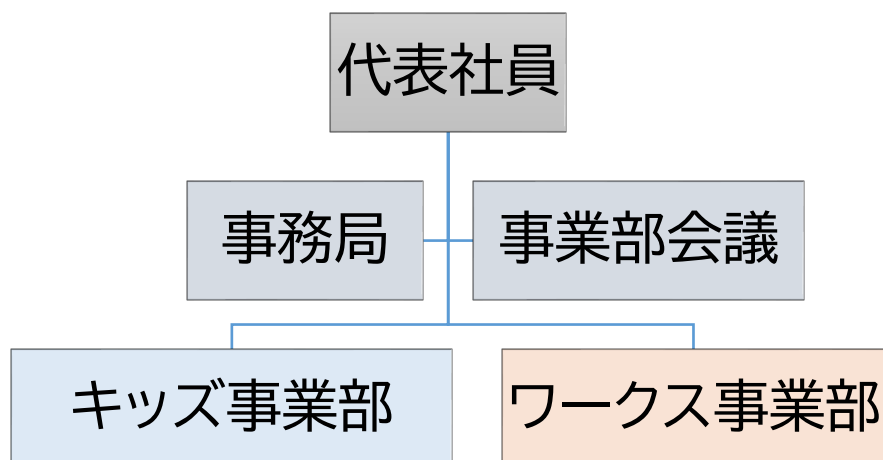 代表社員
事務局
事業部会議
キッズ事業部
ワークス事業部